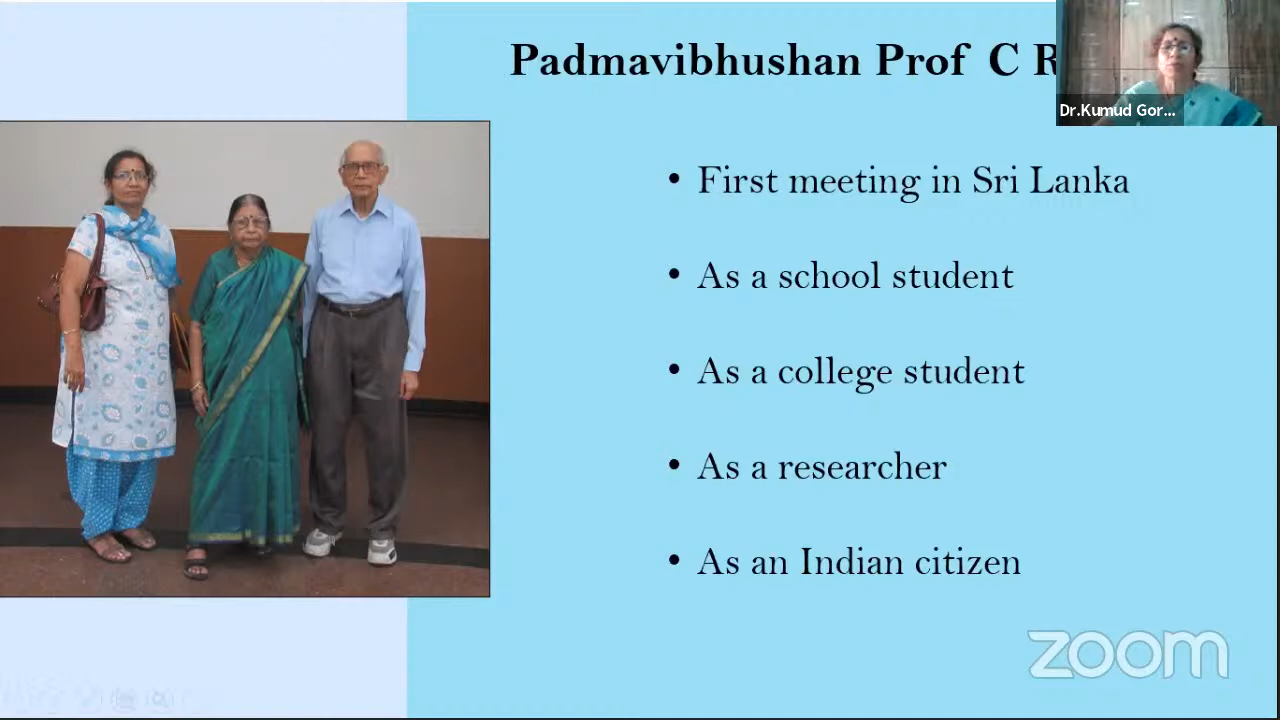 Padmavibhushan Prof C R
Dr.Kumud Gor...
• First meeting in Sri Lanka
• As a school student
• As a college student
• As a researcher
• As an Indian citizen
zoom